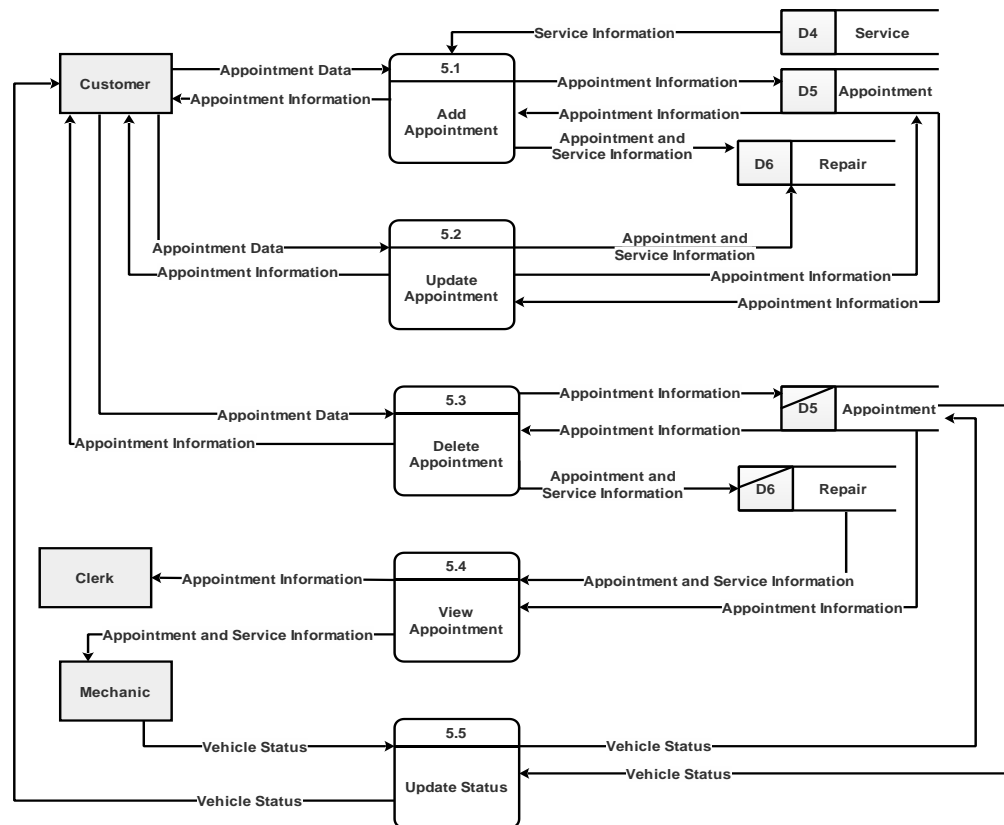 Service Information
D4
Service
Customer
Appointment Data
5.1
Appointment Information
D5
Appointment
Appointment Information
Add
Appointment
Appointment Information
Appointment and
Service Information
D6
Repair
5.2
Appointment Data
Appointment and
Service Information
Appointment Information
Update
Appointment
Appointment Information
Appointment Information
5.3
Appointment Information
D5
Appointment
Appointment Data
Appointment Information
Appointment Information
Delete
Appointment
Appointment and
Service Information
D6
Repair
Clerk
Appointment Information
5.4
Appointment and Service Information
View
Appointment
Appointment Information
Appointment and Service Information
Mechanic
5.5
Vehicle Status
Vehicle Status
Vehicle Status
Update Status
Vehicle Status